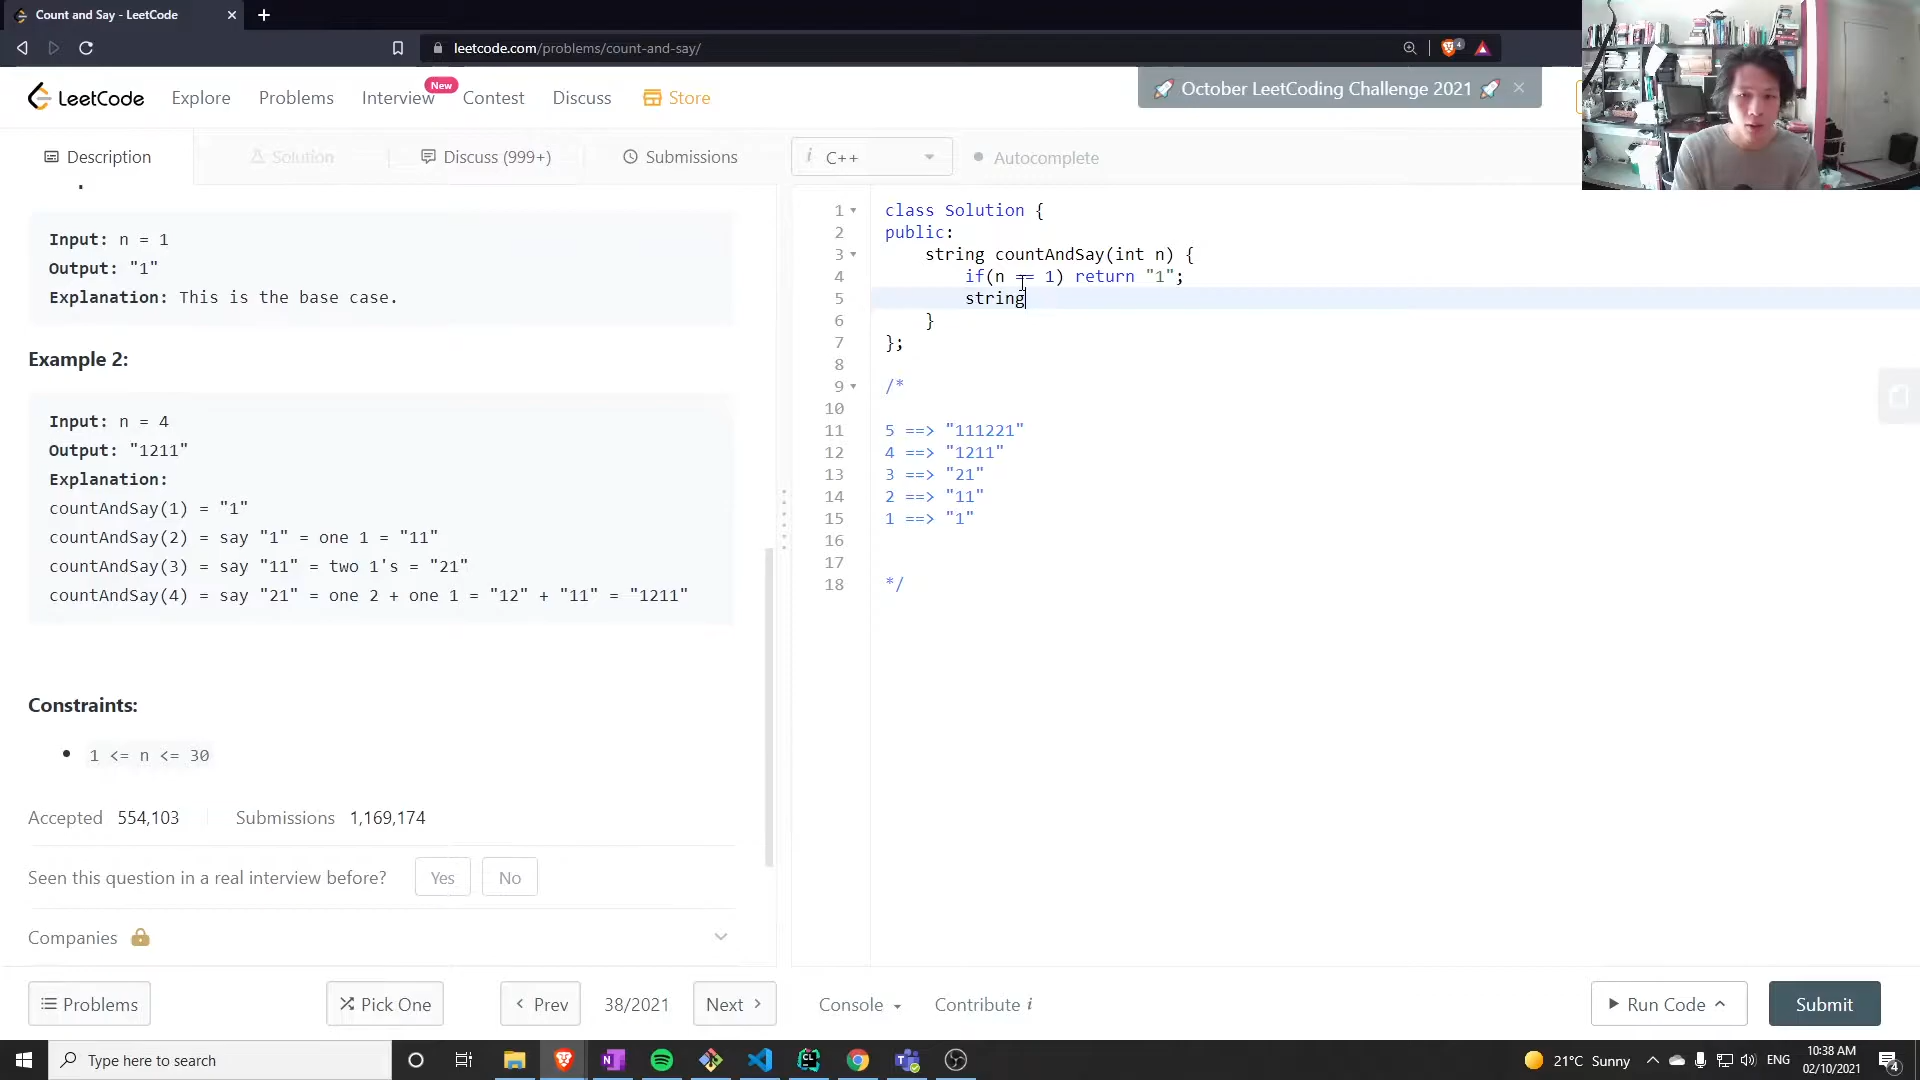 Count and Say - LeetCode
leetcode.com/problems/count-and-say/
4
LeetCode Explore Problems Interview New Contest Discuss Store
🚀 October LeetCoding Challenge 2021 🚀
Description Solution Discuss (999+) Submissions
i C++ Autocomplete
Input: n = 1
Output: "1"
Explanation: This is the base case.
Example 2:
Input: n = 4
Output: "1211"
Explanation:
countAndSay(1) = "1"
countAndSay(2) = say "1" = one 1 = "11"
countAndSay(3) = say "11" = two 1's = "21"
countAndSay(4) = say "21" = one 2 + one 1 = "12" + "11" = "1211"
Constraints:
• 1 <= n <= 30
Accepted 554,103 Submissions 1,169,174
Seen this question in a real interview before? Yes No
Companies
1 class Solution {
2 public:
3 string countAndSay(int n) {
4 if(n == 1) return "1";
5 string
6 }
7 };
8
9 /*
10
11 5 ==> "111221"
12 4 ==> "1211"
13 3 ==> "21"
14 2 ==> "11"
15 1 ==> "1"
16
17
18 */
Problems Pick One Prev 38/2021 Next Console Contribute i Run Code Submit
Type here to search
21°C Sunny ENG
10:38 AM
02/10/2021
4